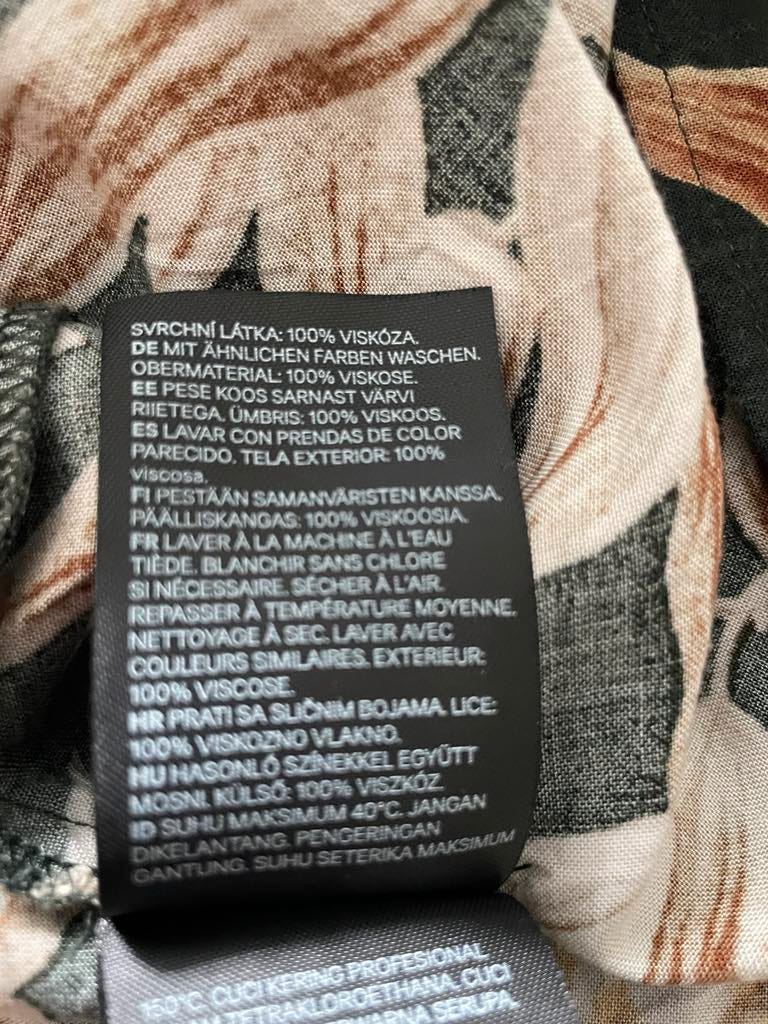 SVRCHNÍ LÁTKA: 100% VISKÓZA.
DE MIT ÄHNLICHEN FARBEN WASCHEN.
OBERMATERIAL: 100% VISKOSE.
EE PESE KOOS SARNAST VÄRVI
RIIETEGA. ÜMBRIS: 100% VISKOOS.
ES LAVAR CON PRENDAS DE COLOR
PARECIDO. TELA EXTERIOR: 100%
viscosa.
FI PESTÄÄN SAMANVÄRISTEN KANSSA.
PÄÄLLISKANGAS: 100% VISKOOSIA.
FR LAVER À LA MACHINE À L'EAU
TIÈDE. BLANCHIR SANS CHLORE
SI NÉCESSAIRE. SÉCHER À L'AIR.
REPASSER À TEMPÉRATURE MOYENNE.
NETTOYAGE À SEC. LAVER AVEC
COULEURS SIMILAIRES. EXTERIEUR:
100% VISCOSE.
HR PRATI SA SLIČNIM BOJAMA. LICE:
100% VISKOZNO VLAKNO.
HU HASONLÓ SZÍNEKKEL EGYÜTT
MOSNI. KÜLSŐ: 100% VISZKÓZ.
ID SUHU MAKSIMUM 40°C. JANGAN
DIKELANTANG. PENGERINGAN
GANTUNG. SUHU SETERIKA MAKSIMUM
150°C. CUCI KERING PROFESIONAL
TETRAKLOROETHANA. CUCI
SERUPA.